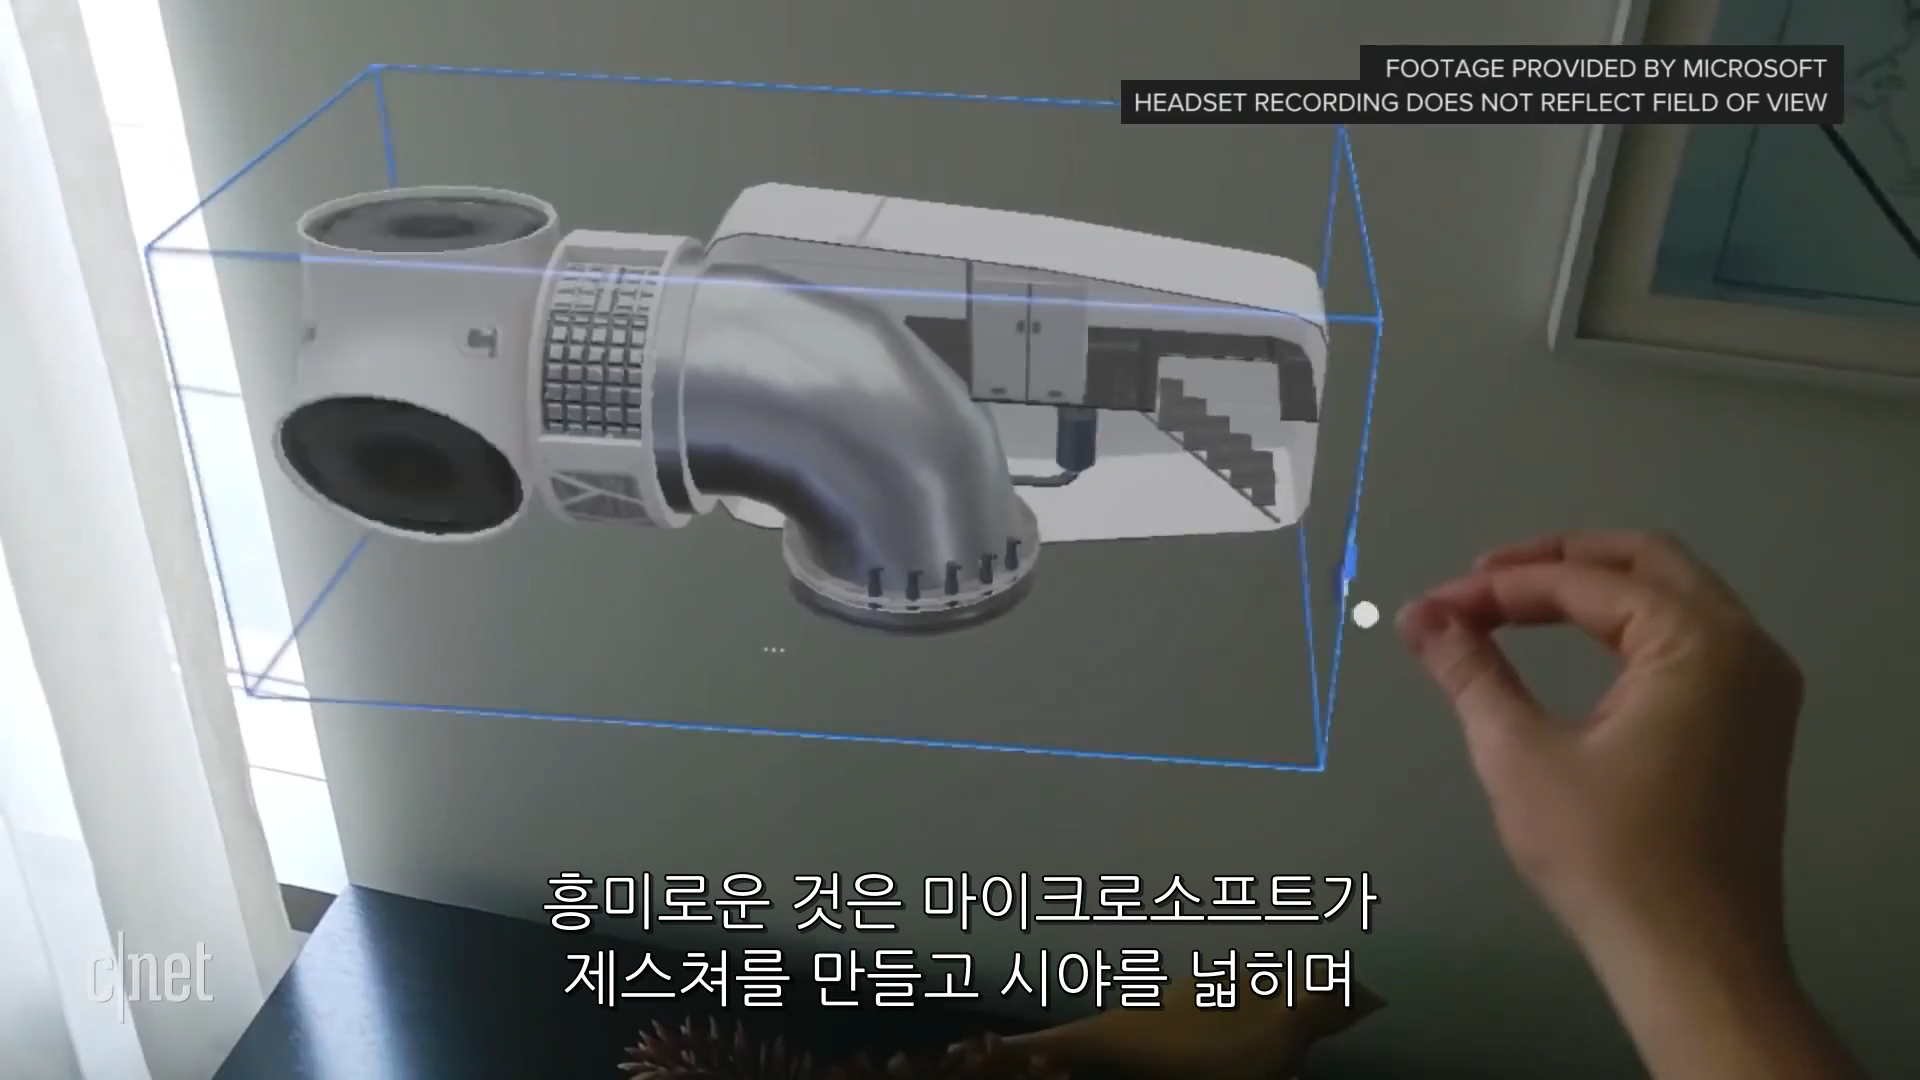 FOOTAGE PROVIDED BY MICROSOFT
HEADSET RECORDING DOES NOT REFLECT FIELD OF VIEW
흥미로운 것은 마이크로소프트가
제스쳐를 만들고 시야를 넓히며
c|net